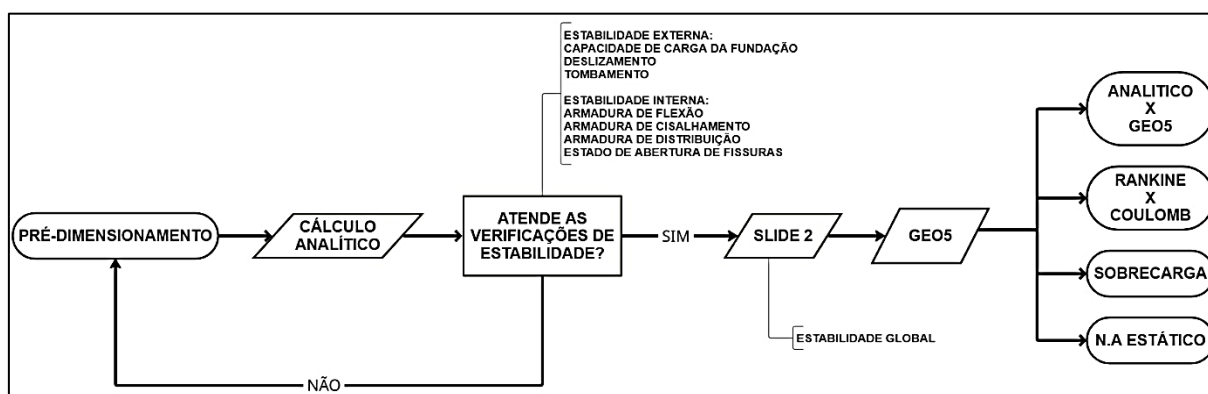 ESTABILIDADE EXTERNA:
CAPACIDADE DE CARGA DA FUNDAÇÃO
DESLIZAMENTO
TOMBAMENTO
ESTABILIDADE INTERNA:
ARMADURA DE FLEXÃO
ARMADURA DE CISALHAMENTO
ARMADURA DE DISTRIBUIÇÃO
ESTADO DE ABERTURA DE FISSURAS
PRÉ-DIMENSIONAMENTO
CÁLCULO
ANALÍTICO
ATENDE AS
VERIFICAÇÕES DE
ESTABILIDADE?
SIM
NÃO
SLIDE 2
ESTABILIDADE GLOBAL
GEO5
ANALITICO
X
GEO5
RANKINE
X
COULOMB
SOBRECARGA
N.A ESTÁTICO